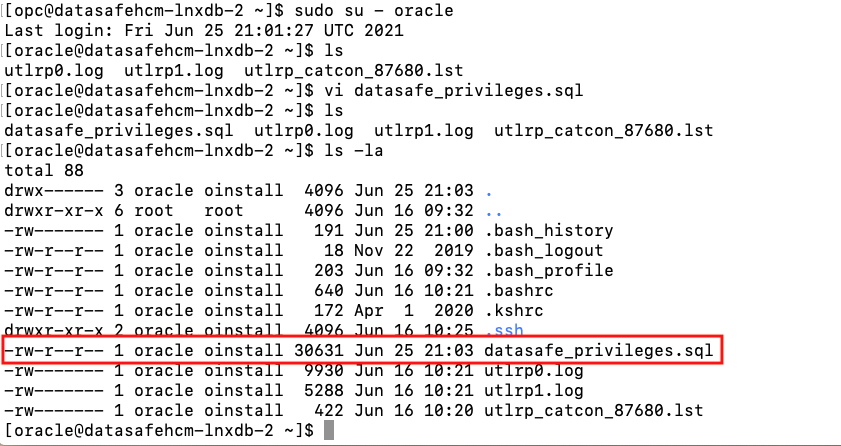 [opc@datasafehcm-lnxdb-2 ~]$ sudo su - oracle
Last login: Fri Jun 25 21:01:27 UTC 2021
[oracle@datasafehcm-lnxdb-2 ~]$ ls
utlrp0.log  utlrp1.log  utlrp_catcon_87680.lst
[oracle@datasafehcm-lnxdb-2 ~]$ vi datasafe_privileges.sql
[oracle@datasafehcm-lnxdb-2 ~]$ ls
datasafe_privileges.sql  utlrp0.log  utlrp1.log  utlrp_catcon_87680.lst
[oracle@datasafehcm-lnxdb-2 ~]$ ls -la
total 88
drwx------ 3 oracle oinstall  4096 Jun 25 21:03 .
drwxr-xr-x 6 root   root      4096 Jun 16 09:32 ..
-rw------- 1 oracle oinstall   191 Jun 25 21:00 .bash_history
-rw-r--r-- 1 oracle oinstall    18 Nov 22  2019 .bash_logout
-rw-r--r-- 1 oracle oinstall   203 Jun 16 09:32 .bash_profile
-rw-r--r-- 1 oracle oinstall   640 Jun 16 10:21 .bashrc
-rw-r--r-- 1 oracle oinstall   172 Apr  1  2020 .kshrc
drwxr-xr-x 2 oracle oinstall  4096 Jun 16 10:25 .ssh
-rw-r--r-- 1 oracle oinstall 30631 Jun 25 21:03 datasafe_privileges.sql
-rw------- 1 oracle oinstall  9930 Jun 16 10:21 utlrp0.log
-rw------- 1 oracle oinstall  5288 Jun 16 10:21 utlrp1.log
-rw------- 1 oracle oinstall   422 Jun 16 10:20 utlrp_catcon_87680.lst
[oracle@datasafehcm-lnxdb-2 ~]$